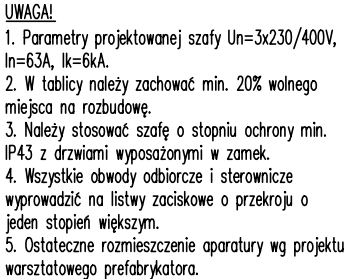 UWAGA!
1. Parametry projektowanej szafy Un=3x230/400V,
In=63A, Ik=6kA.
2. W tablicy należy zachować min. 20% wolnego
miejsca na rozbudowę.
3. Należy stosować szafę o stopniu ochrony min.
IP43 z drzwiami wyposażonymi w zamek.
4. Wszystkie obwody odbiorcze i sterownicze
wyprowadzić na listwy zaciskowe o przekroju o
jeden stopień większym.
5. Ostateczne rozmieszczenie aparatury wg projektu
warsztatowego prefabrykatora.